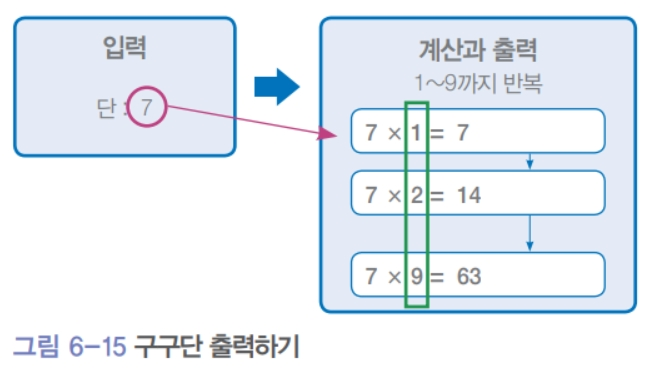 입력
단 : 7
계산과 출력
1~9까지 반복
7 × 1 = 7
7 × 2 = 14
7 × 9 = 63
그림 6-15 구구단 출력하기